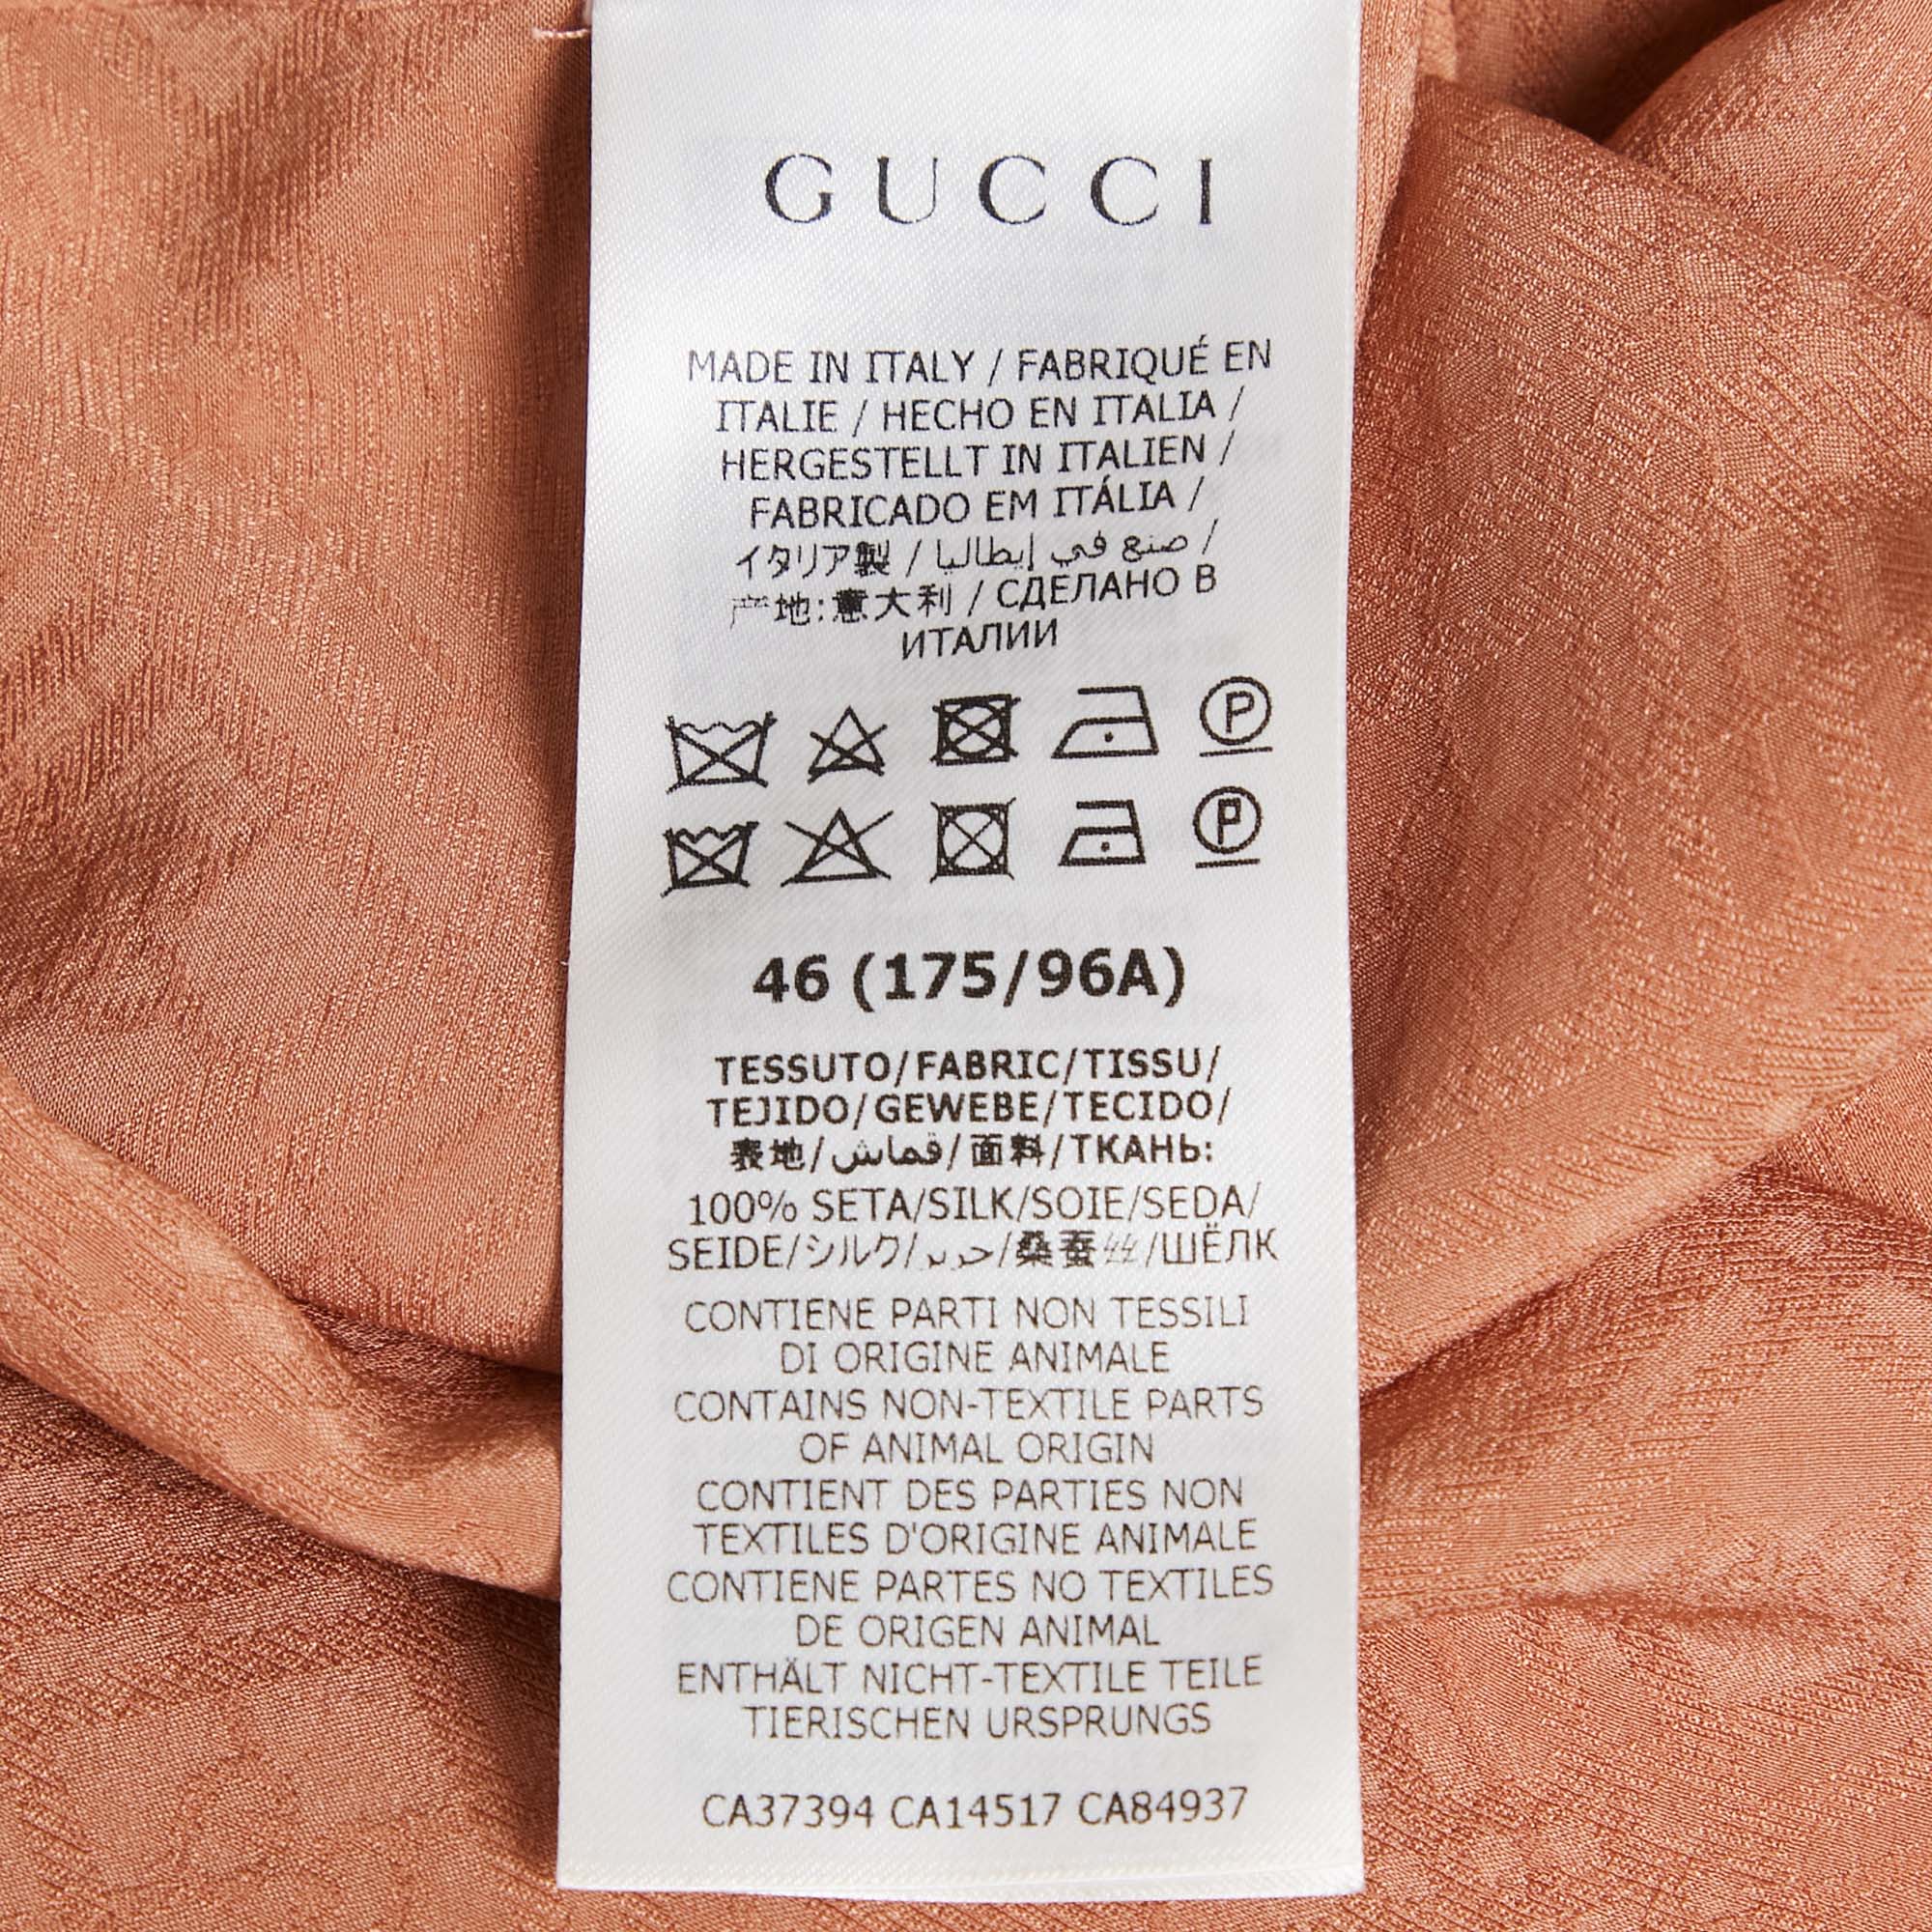 GUCCI
MADE IN ITALY / FABRIQUÉ EN
ITALIE / HECHO EN ITALIA /
HERGESTELLT IN ITALIEN /
FABRICADO EM ITÁLIA /
イタリア製 / صنع في إيطاليا /
产地:意大利 / СДЕЛАНО В
ИТАЛИИ
P
P
46 (175/96A)
TESSUTO/FABRIC/TISSU/
TEJIDO/GEWEBE/TECIDO/
表地/قماش/面料/ТКАНЬ:
100% SETA/SILK/SOIE/SEDA/
SEIDE/シルク/حرير/桑蚕丝/ШЁЛК
CONTIENE PARTI NON TESSILI
DI ORIGINE ANIMALE
CONTAINS NON-TEXTILE PARTS
OF ANIMAL ORIGIN
CONTIENT DES PARTIES NON
TEXTILES D'ORIGINE ANIMALE
CONTIENE PARTES NO TEXTILES
DE ORIGEN ANIMAL
ENTHÄLT NICHT-TEXTILE TEILE
TIERISCHEN URSPRUNGS
CA37394 CA14517 CA84937